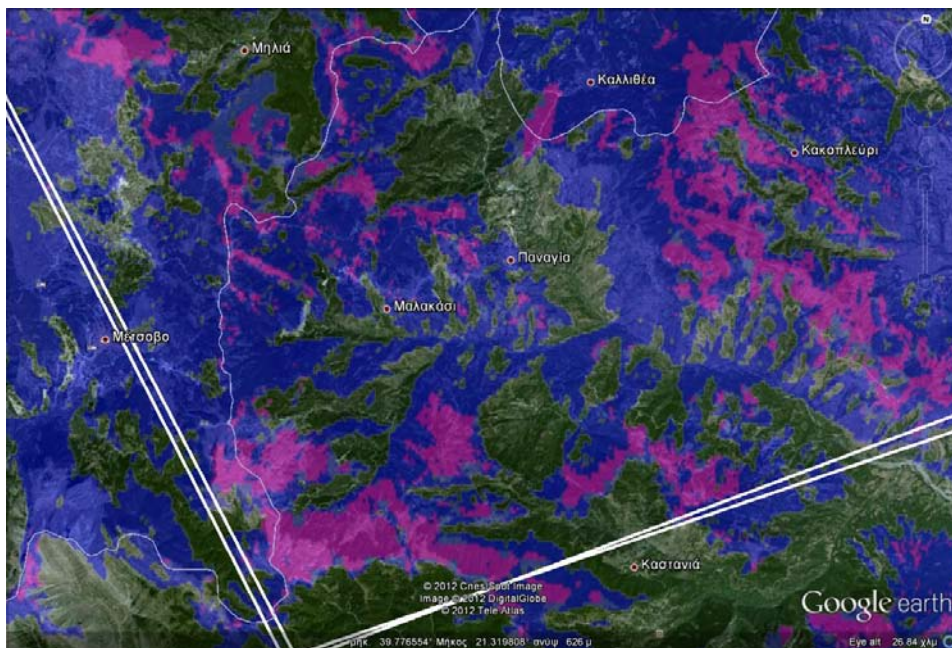 N
Μηλιά
Καλλιθέα
Κακοπλεύρι
Παναγία
Μαλακάσι
Μέτσοβο
Καστανιά
© 2012 Cnes/Spot Image
Image © 2012 DigitalGlobe
© 2012 Tele Atlas
Google earth
39.776554° Μήκος 21.319808° ανύψ 626 μ
Eye alt 26.84 χλμ